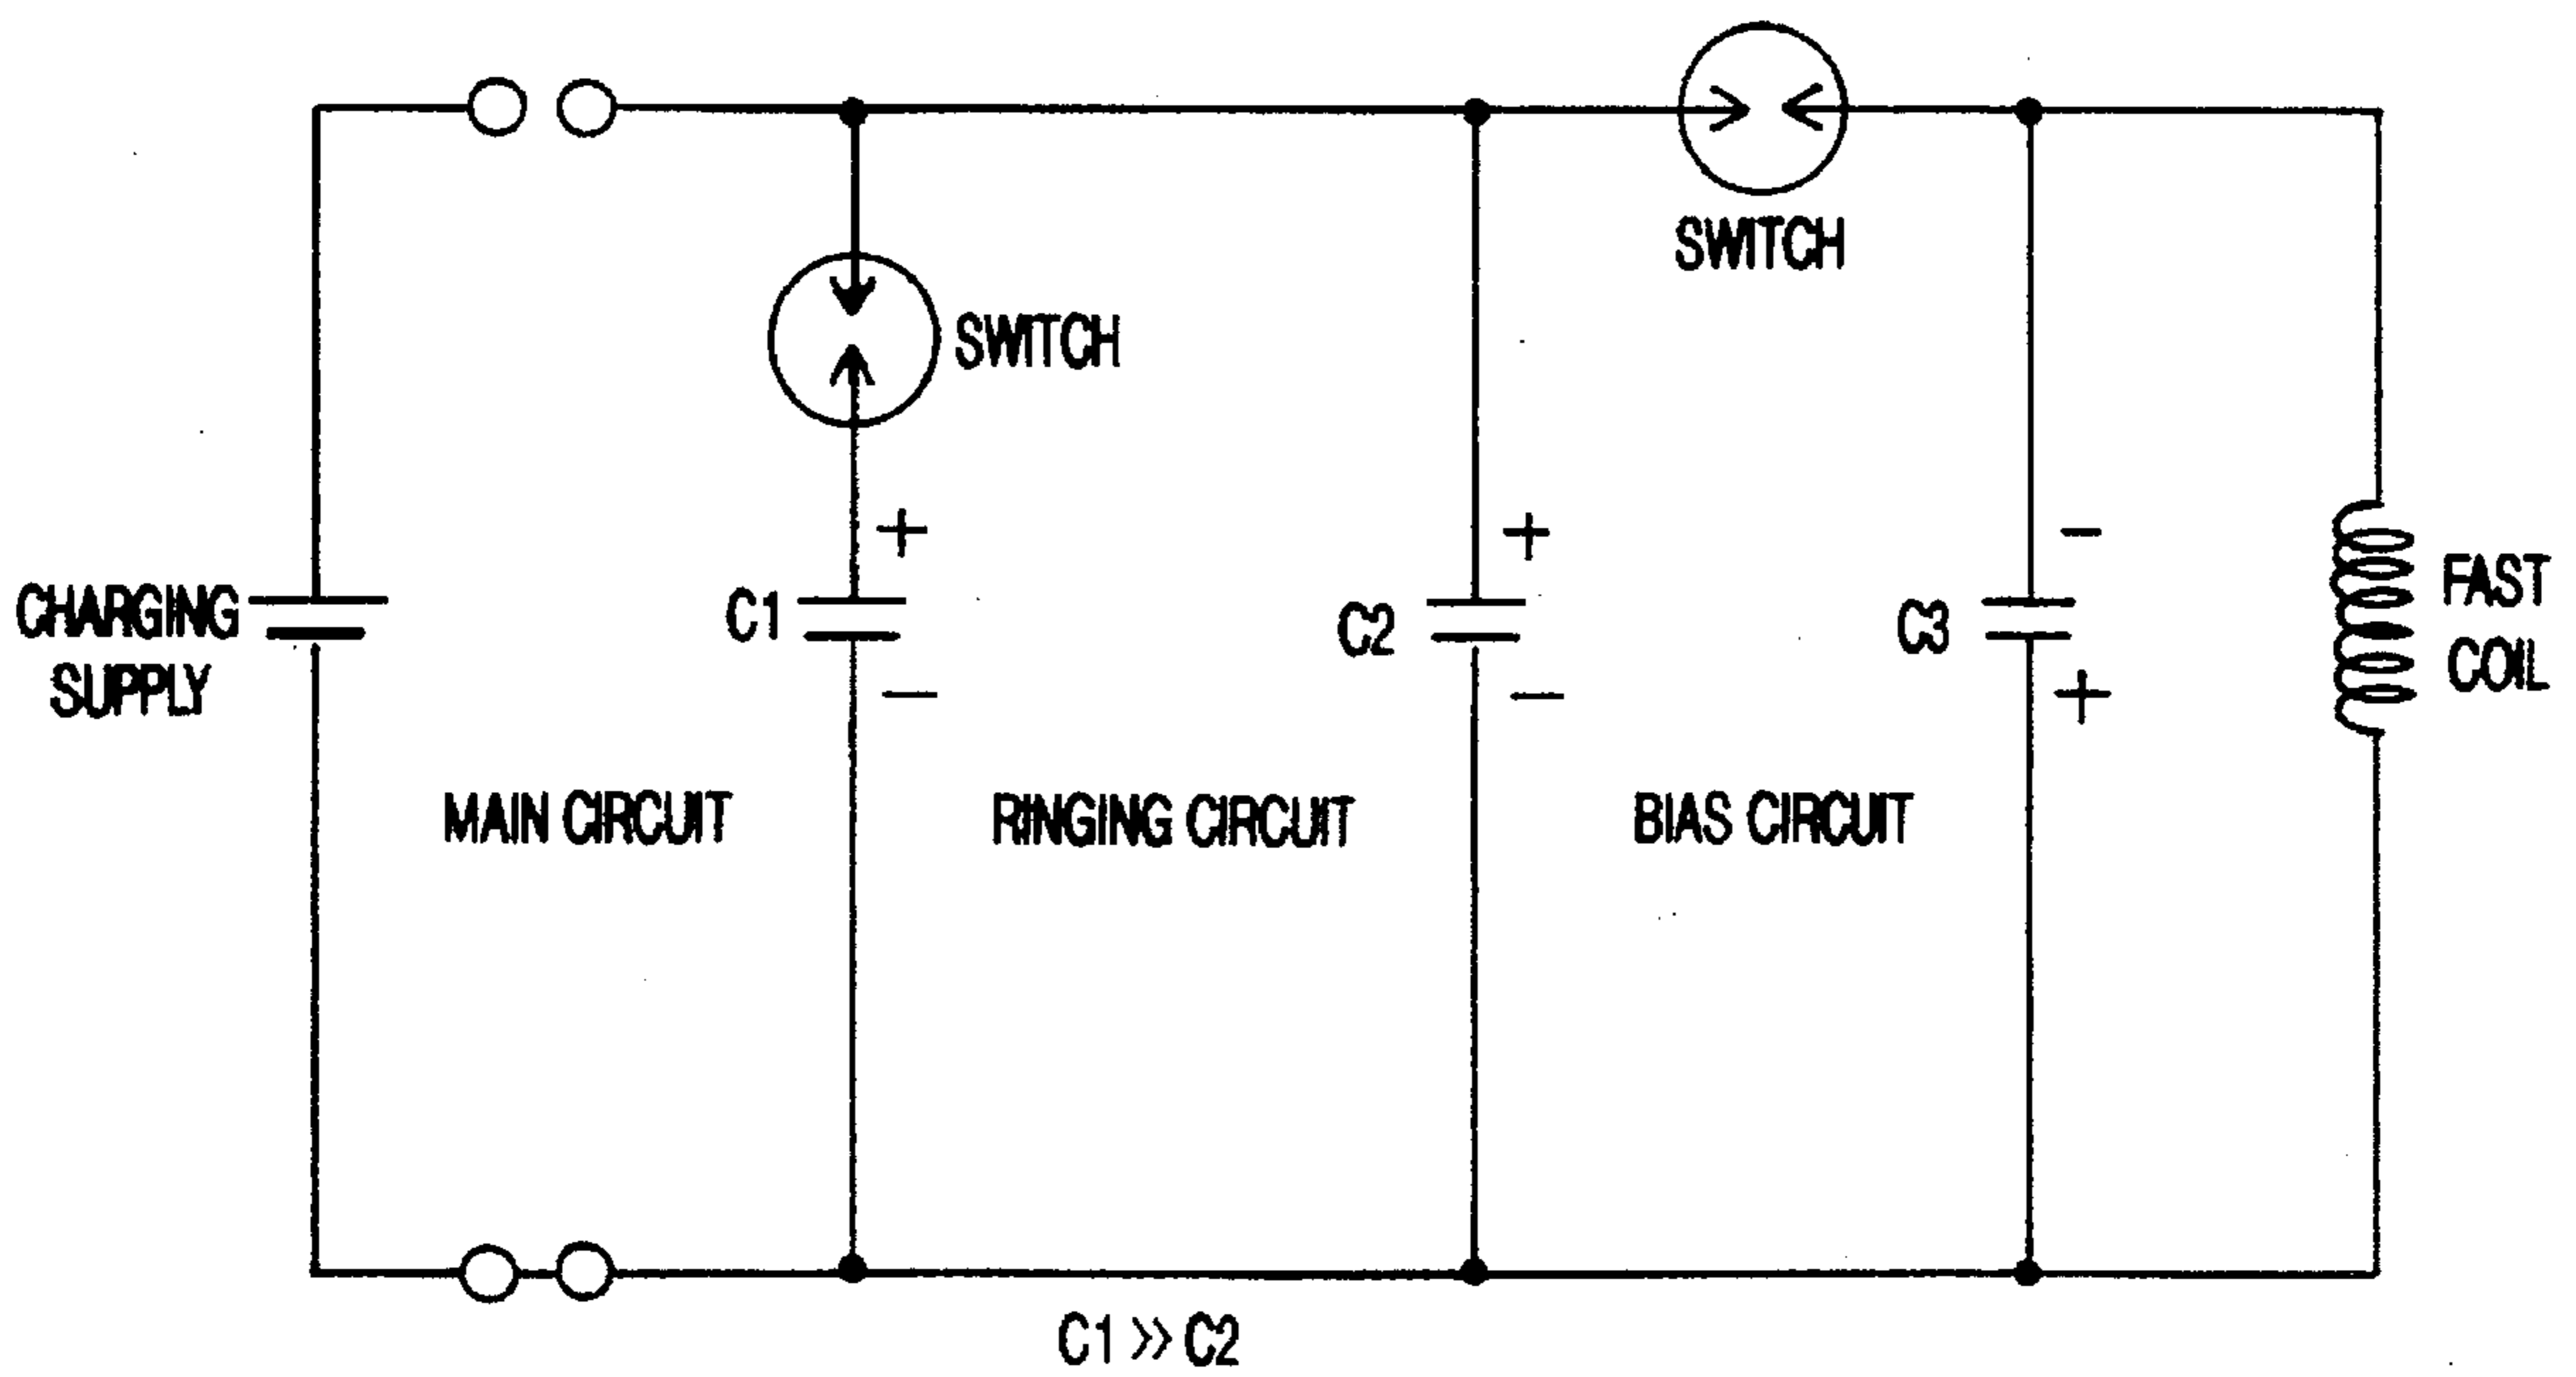 SWITCH
SWITCH
+
+
−
CHARGING
SUPPLY
C1
C2
C3
FAST
COIL
−
−
+
MAIN CIRCUIT
RINGING CIRCUIT
BIAS CIRCUIT
C1 >> C2